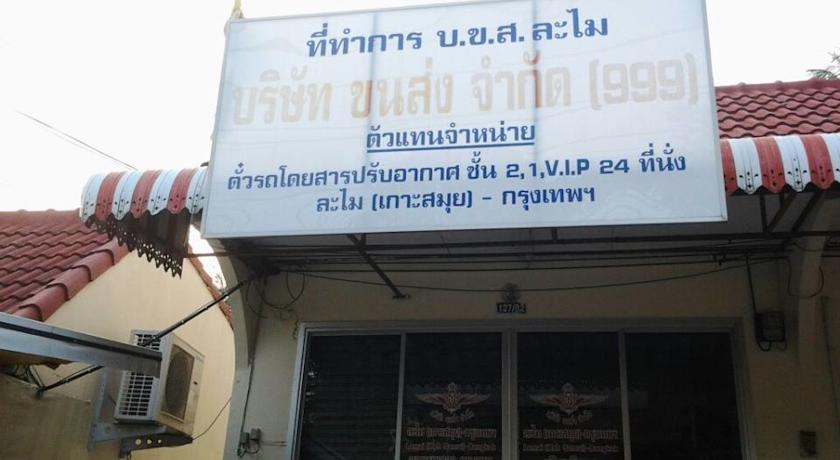 ที่ทำการ บ.ข.ส. ละไม
บริษัท ขนส่ง จำกัด (999)
ตัวแทนจำหน่าย
ตั๋วรถโดยสารปรับอากาศ ชั้น 2,1,V.I.P 24 ที่นั่ง
ละไม (เกาะสมุย) - กรุงเทพฯ
127/82